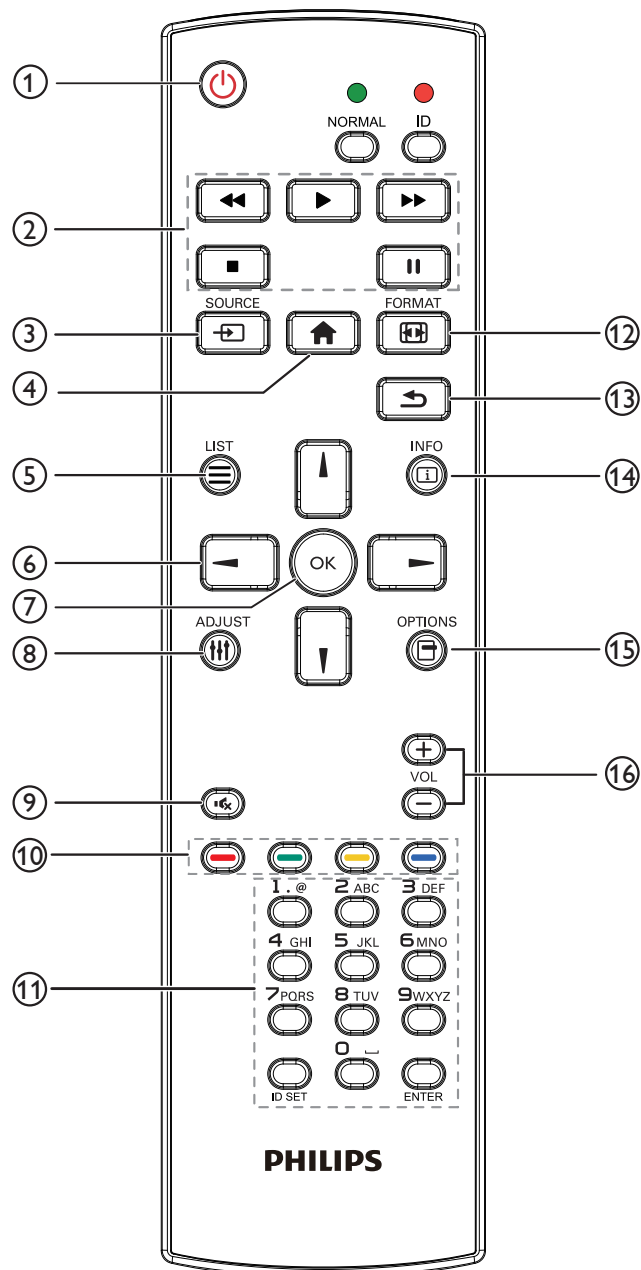 ①
NORMAL ID
②
SOURCE FORMAT
③ ⑫
④ ⑬
LIST INFO
⑤ i ⑭
⑥
OK
⑦
ADJUST OPTIONS
⑧ ⑮
+
VOL ⑯
⑨ −
⑩
1 . @ 2 ABC 3 DEF
4 GHI 5 JKL 6 MNO
⑪
7 PQRS 8 TUV 9 WXYZ
0 ⎵
ID SET ENTER
PHILIPS